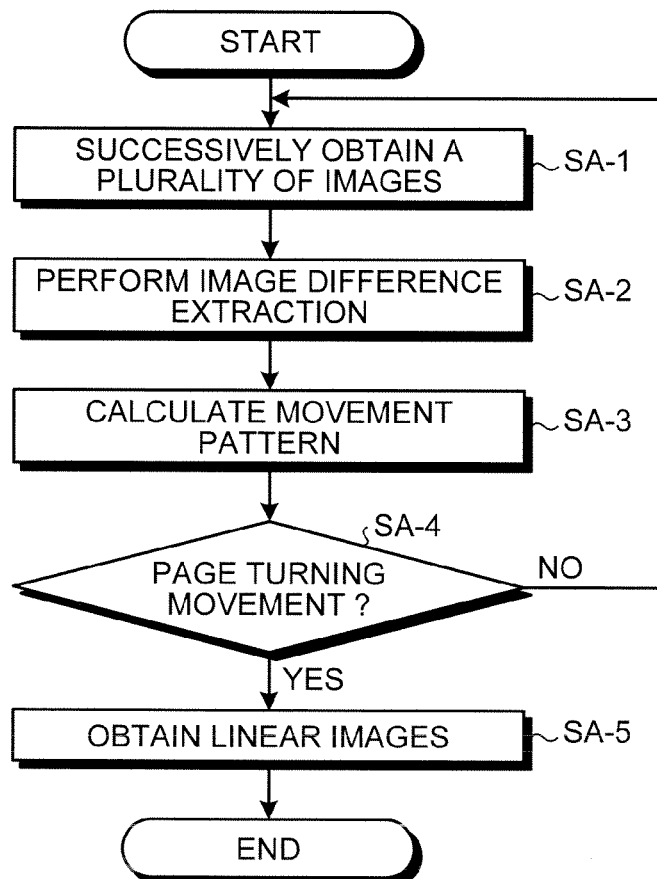 START
SUCCESSIVELY OBTAIN A
PLURALITY OF IMAGES
SA-1
PERFORM IMAGE DIFFERENCE
EXTRACTION
SA-2
CALCULATE MOVEMENT
PATTERN
SA-3
SA-4
PAGE TURNING
MOVEMENT ?
NO
YES
OBTAIN LINEAR IMAGES
SA-5
END